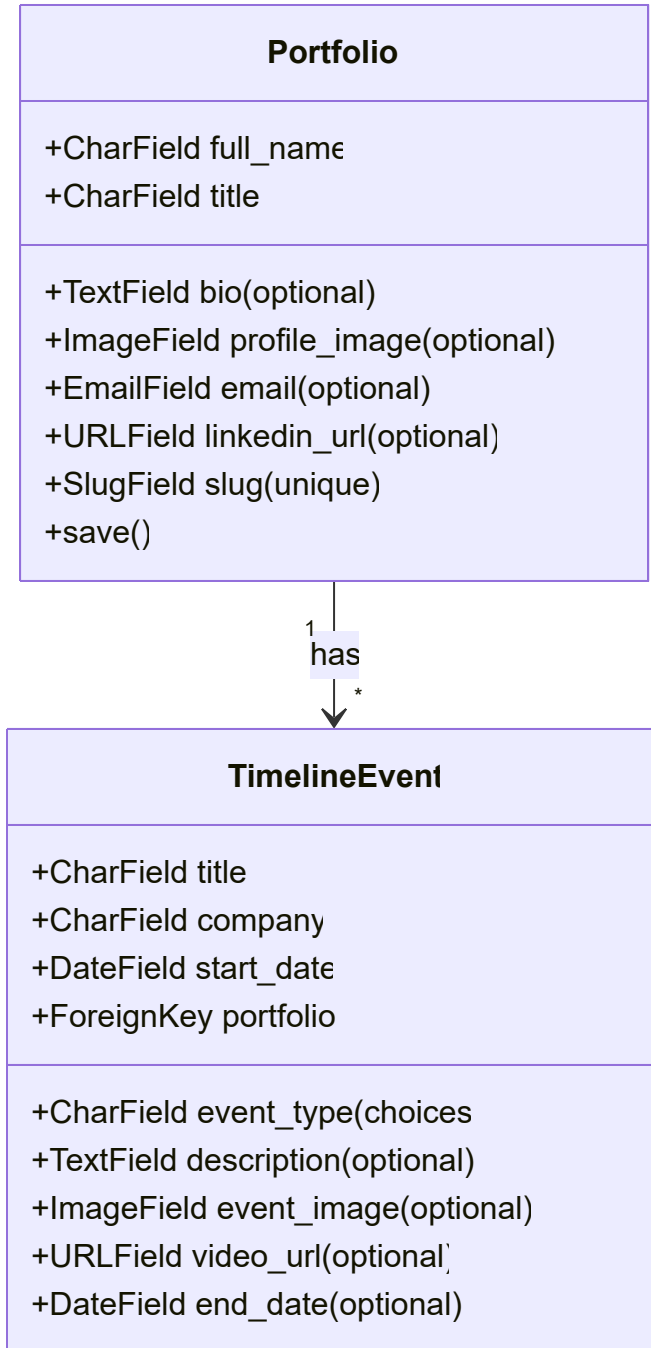 Portfolio
+CharField full_name
+CharField title
+TextField bio(optional)
+ImageField profile_image(optional)
+EmailField email(optional)
+URLField linkedin_url(optional)
+SlugField slug(unique)
+save()
1
has
*
TimelineEvent
+CharField title
+CharField company
+DateField start_date
+ForeignKey portfolio
+CharField event_type(choices
+TextField description(optional)
+ImageField event_image(optional)
+URLField video_url(optional)
+DateField end_date(optional)